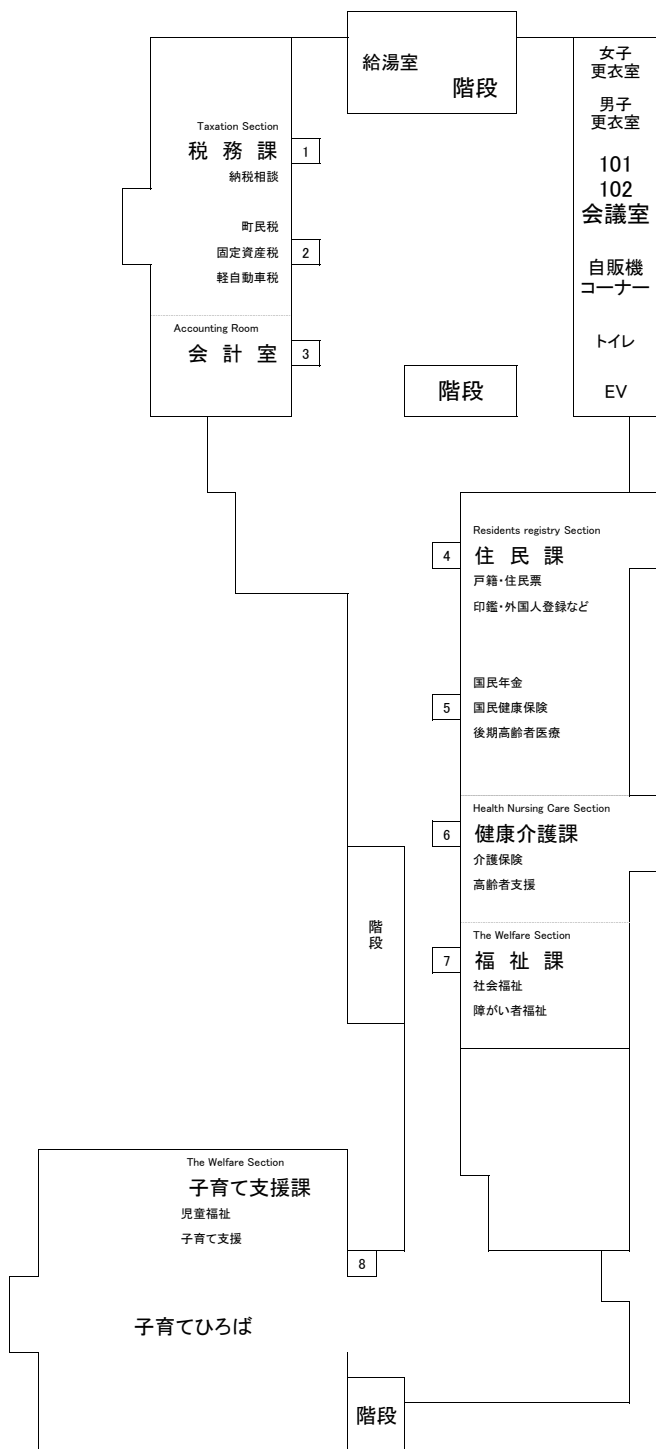 給湯室
階段
女子
更衣室
男子
更衣室
101
102
会議室
自販機
コーナー
トイレ
EV
Taxation Section
税務課
1
納税相談
町民税
固定資産税
2
軽自動車税
Accounting Room
会計室
3
階段
Residents registry Section
4
住民課
戸籍・住民票
印鑑・外国人登録など
国民年金
5
国民健康保険
後期高齢者医療
Health Nursing Care Section
6
健康介護課
介護保険
高齢者支援
階段
The Welfare Section
7
福祉課
社会福祉
障がい者福祉
The Welfare Section
子育て支援課
児童福祉
子育て支援
8
子育てひろば
階段